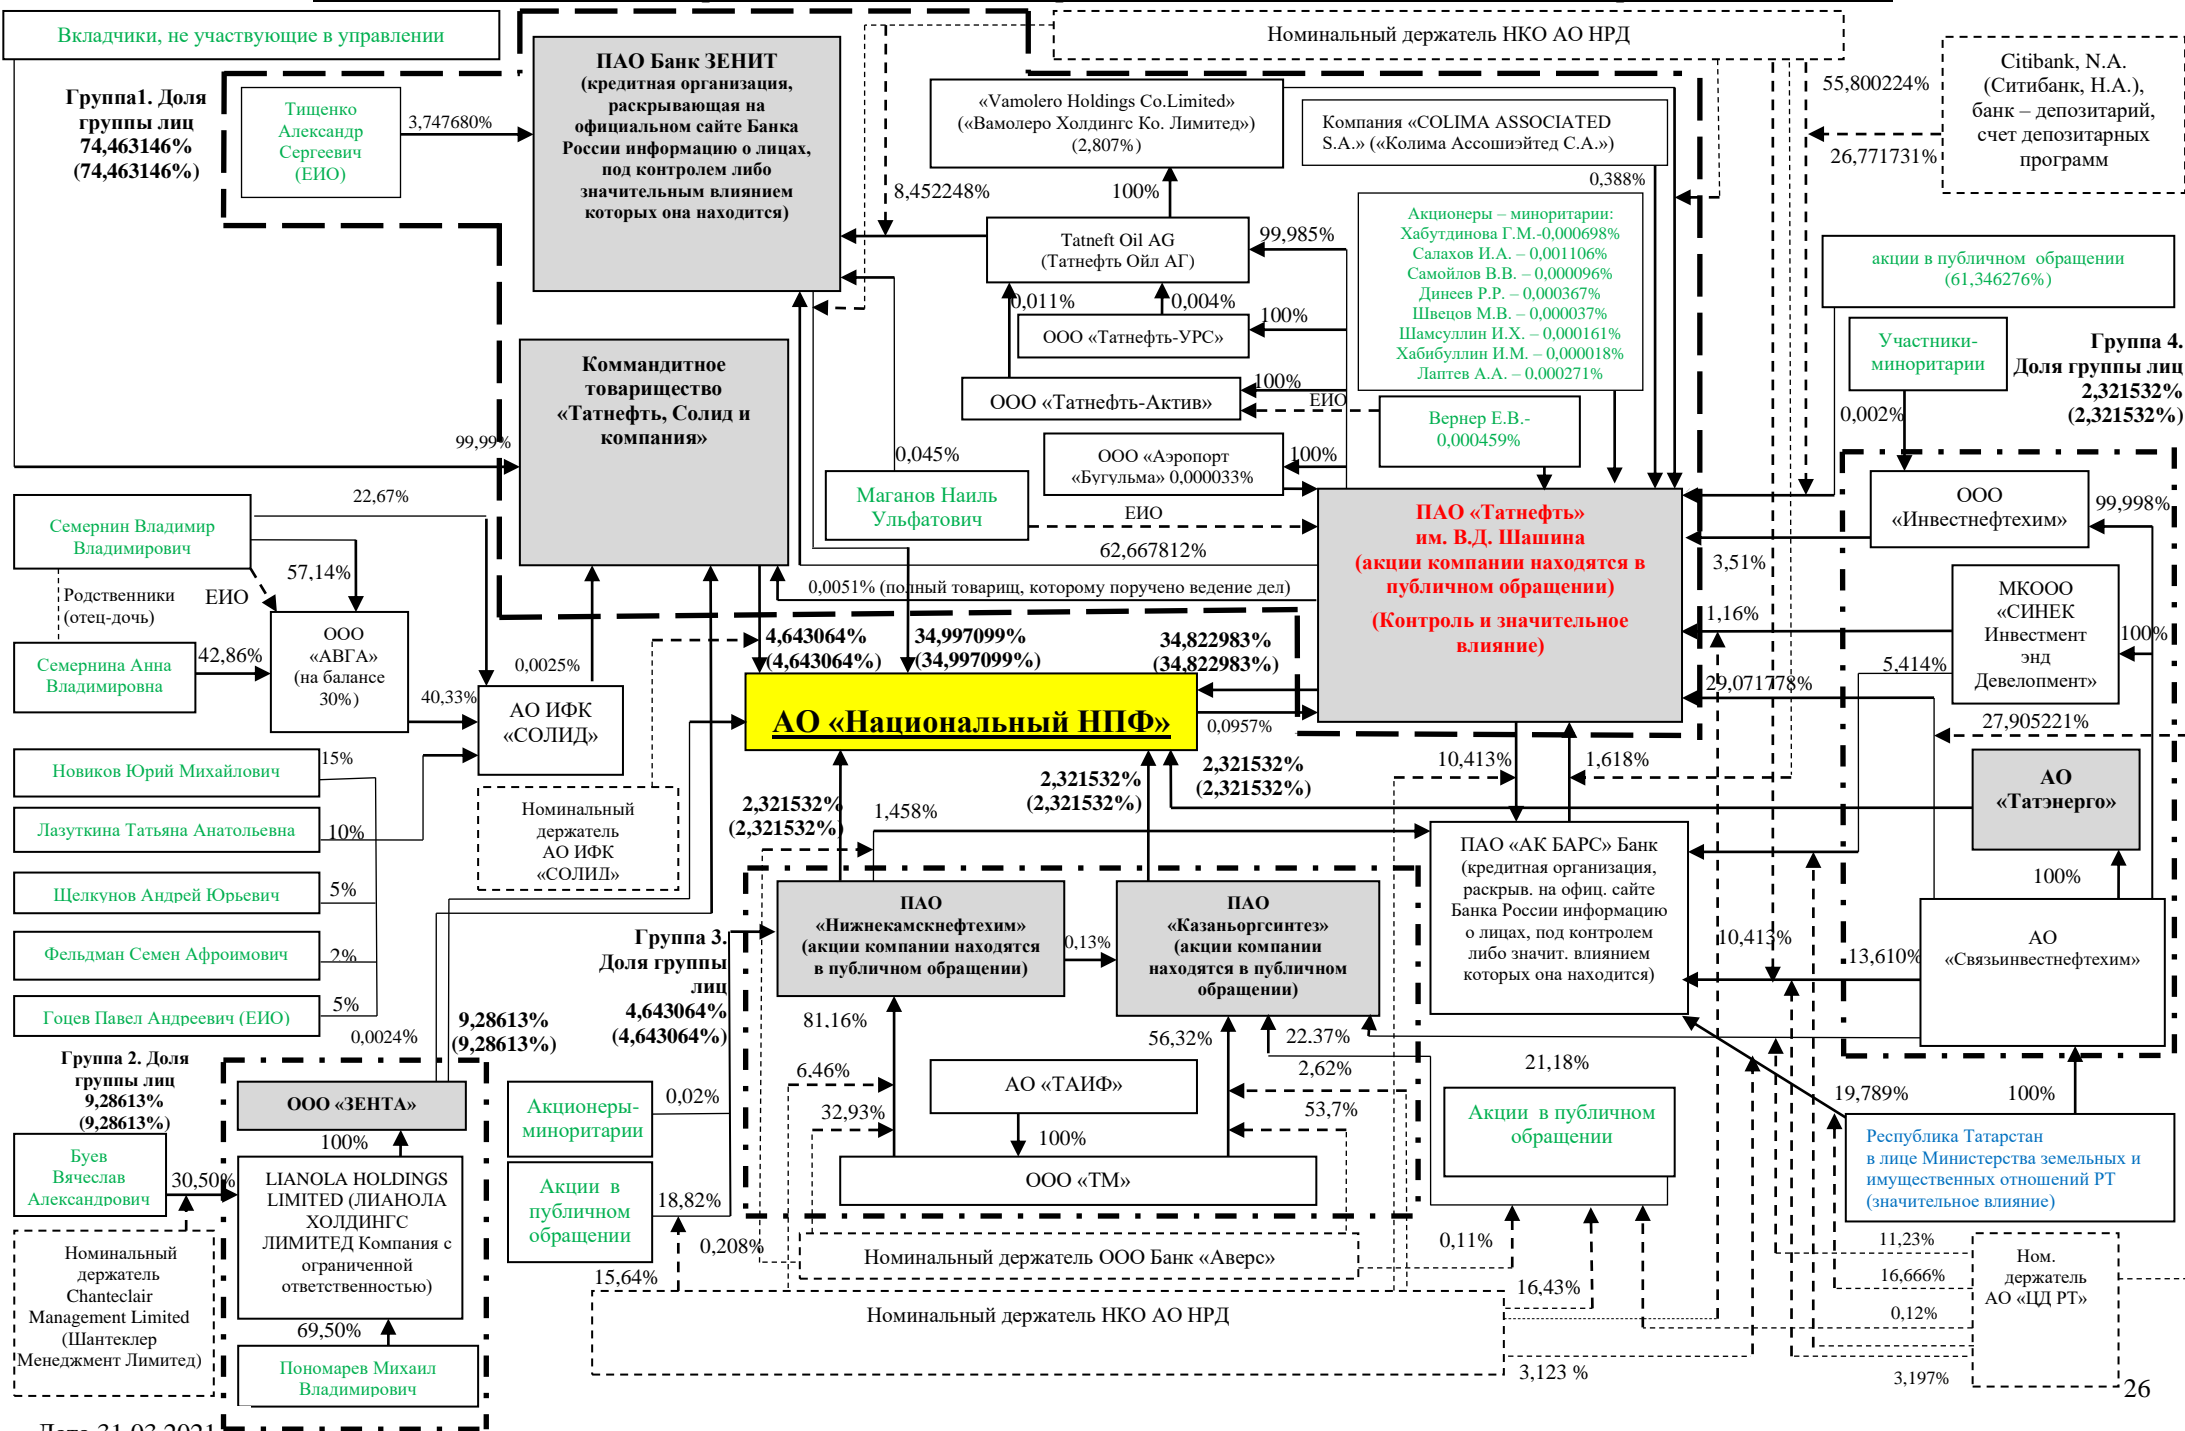 Вкладчики, не участвующие в управлении
Номинальный держатель НКО АО НРД
Citibank, N.A.
(Ситибанк, Н.А.),
банк – депозитарий,
счет депозитарных
программ
55,800224%
26,771731%
Группа1. Доля
группы лиц
74,463146%
(74,463146%)
Тищенко
Александр
Сергеевич
(ЕИО)
3,747680%
ПАО Банк ЗЕНИТ
(кредитная организация,
раскрывающая на
официальном сайте Банка
России информацию о лицах,
под контролем либо
значительным влиянием
которых она находится)
«Vamolero Holdings Co.Limited»
(«Вамолеро Холдингс Ко. Лимитед»)
(2,807%)
Компания «COLIMA ASSOCIATED
S.A.» («Колима Ассошиэйтед С.А.»)
0,388%
8,452248%
100%
Tatneft Oil AG
(Татнефть Ойл АГ)
99,985%
Акционеры – миноритарии:
Хабутдинова Г.М.-0,000698%
Салахов И.А. – 0,001106%
Самойлов В.В. – 0,000096%
Динеев Р.Р. – 0,000367%
Швецов М.В. – 0,000037%
Шамсуллин И.Х. – 0,000161%
Хабибуллин И.М. – 0,000018%
Лаптев А.А. – 0,000271%
акции в публичном обращении
(61,346276%)
0,011%
0,004%
ООО «Татнефть-УРС»
100%
Участники-
миноритарии
0,002%
Группа 4.
Доля группы лиц
2,321532%
(2,321532%)
Коммандитное
товарищество
«Татнефть, Солид и
компания»
ООО «Татнефть-Актив»
100%
ЕИО
Вернер Е.В.-
0,000459%
99,99%
0,045%
ООО «Аэропорт
«Бугульма» 0,000033%
100%
22,67%
Маганов Наиль
Ульфатович
ЕИО
ПАО «Татнефть»
им. В.Д. Шашина
(акции компании находятся в
публичном обращении)
(Контроль и значительное
влияние)
ООО
«Инвестнефтехим»
99,998%
Семернин Владимир
Владимирович
62,667812%
3,51%
57,14%
0,0051% (полный товарищ, которому поручено ведение дел)
МКООО
«СИНЕК
Инвестмент
энд
Девелопмент»
1,16%
100%
5,414%
Родственники
(отец-дочь)
ЕИО
ООО
«АВГА»
(на балансе
30%)
Семернина Анна
Владимировна
42,86%
0,0025%
40,33%
АО ИФК
«СОЛИД»
4,643064%
(4,643064%)
34,997099%
(34,997099%)
34,822983%
(34,822983%)
29,071778%
27,905221%
АО «Национальный НПФ»
0,0957%
Новиков Юрий Михайлович
15%
Лазуткина Татьяна Анатольевна
10%
Щелкунов Андрей Юрьевич
5%
Фельдман Семен Афроимович
2%
Гоцев Павел Андреевич (ЕИО)
5%
Номинальный
держатель
АО ИФК
«СОЛИД»
2,321532%
(2,321532%)
1,458%
2,321532%
(2,321532%)
2,321532%
(2,321532%)
10,413%
1,618%
АО
«Татэнерго»
100%
ПАО «АК БАРС» Банк
(кредитная организация,
раскрыв. на офиц. сайте
Банка России информацию
о лицах, под контролем
либо значит. влиянием
которых она находится)
10,413%
13,610%
АО
«Связьинвестнефтехим»
Группа 3.
Доля группы
лиц
4,643064%
(4,643064%)
ПАО
«Нижнекамскнефтехим»
(акции компании находятся
в публичном обращении)
0,13%
ПАО
«Казаньоргсинтез»
(акции компании
находятся в публичном
обращении)
0,0024%
9,28613%
(9,28613%)
81,16%
56,32%
22.37%
21,18%
Группа 2. Доля
группы лиц
9,28613%
(9,28613%)
ООО «ЗЕНТА»
100%
6,46%
32,93%
АО «ТАИФ»
100%
2,62%
53,7%
ООО «ТМ»
Акционеры-
миноритарии
0,02%
Акции в
публичном
обращении
18,82%
Акции в публичном
обращении
19,789%
100%
Республика Татарстан
в лице Министерства земельных и
имущественных отношений РТ
(значительное влияние)
Буев
Вячеслав
Александрович
30,50%
LIANOLA HOLDINGS
LIMITED (ЛИАНОЛА
ХОЛДИНГС
ЛИМИТЕД Компания с
ограниченной
ответственностью)
69,50%
Пономарев Михаил
Владимирович
Номинальный
держатель
Chanteclair
Management Limited
(Шантеклер
Менеджмент Лимитед)
0,208%
15,64%
Номинальный держатель ООО Банк «Аверс»
0,11%
16,43%
Номинальный держатель НКО АО НРД
3,123 %
11,23%
16,666%
0,12%
3,197%
Ном.
держатель
АО «ЦД РТ»
26
Дата 31.03.2021